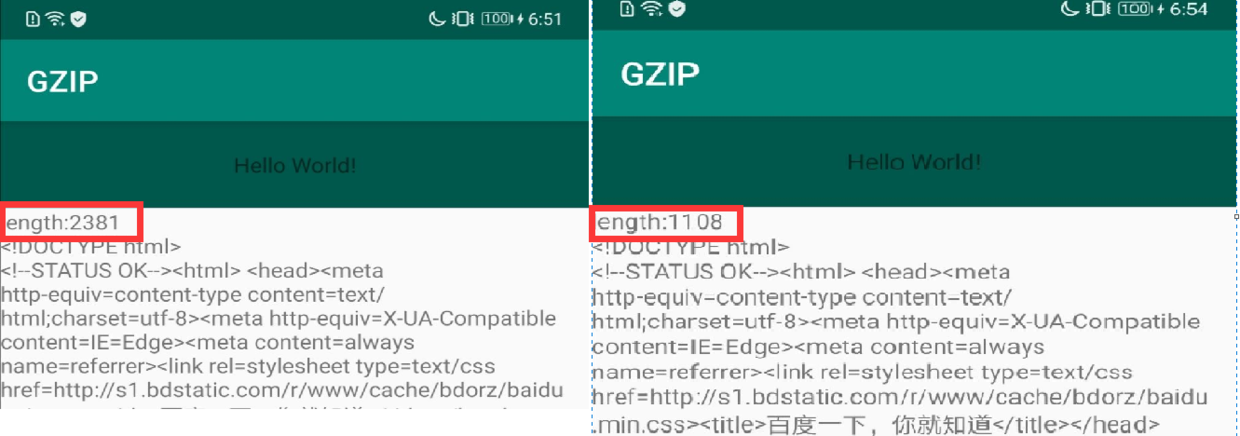 100 6:51
GZIP
Hello World!
ength:2381
<!DOCTYPE html>
<!--STATUS OK--><html> <head><meta
http-equiv=content-type content=text/
html;charset=utf-8><meta http-equiv=X-UA-Compatible
content=IE=Edge><meta content=always
name=referrer><link rel=stylesheet type=text/css
href=http://s1.bdstatic.com/r/www/cache/bdorz/baidu
100 6:54
GZIP
Hello World!
ength:1108
<!DOCTYPE html>
<!--STATUS OK--><html> <head><meta
http-equiv=content-type content=text/
html;charset=utf-8><meta http-equiv=X-UA-Compatible
content=IE=Edge><meta content=always
name=referrer><link rel=stylesheet type=text/css
href=http://s1.bdstatic.com/r/www/cache/bdorz/baidu
.min.css><title>百度一下，你就知道</title></head>